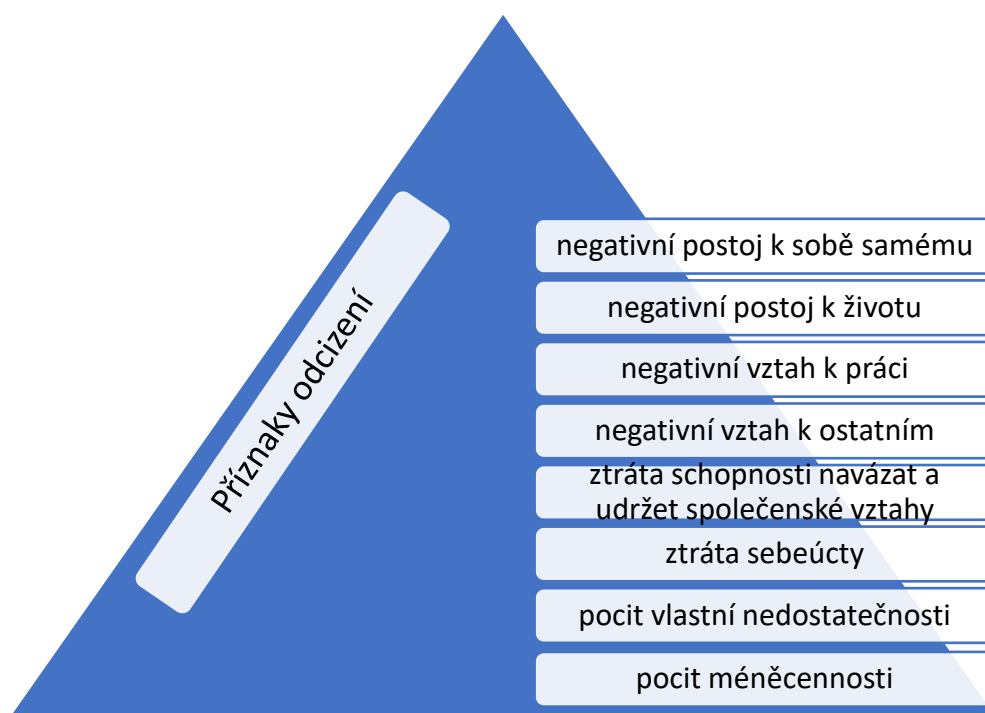 Příznaky odcizení
negativní postoj k sobě samému
negativní postoj k životu
negativní vztah k práci
negativní vztah k ostatním
ztráta schopnosti navázat a
udržet společenské vztahy
ztráta sebeúcty
pocit vlastní nedostatečnosti
pocit méněcennosti